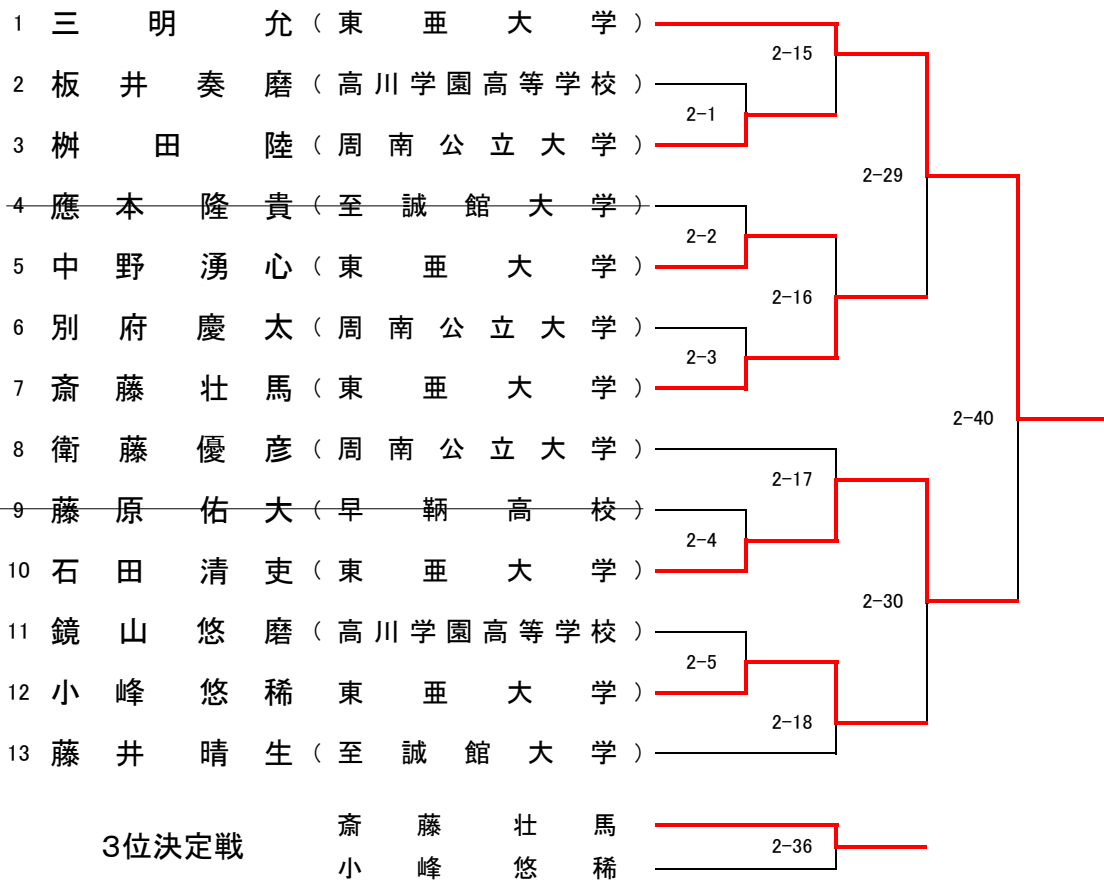 1 三明允(東亜大学)
2-15
2 板井奏磨(高川学園高等学校)
2-1
3 桝田陸(周南公立大学)
2-29
4 應本隆貴(至誠館大学)
2-2
5 中野湧心(東亜大学)
2-16
6 別府慶太(周南公立大学)
2-3
7 斎藤壮馬(東亜大学)
2-40
8 衛藤優彦(周南公立大学)
2-17
9 藤原佑大(早鞆高校)
2-4
10 石田清吏(東亜大学)
2-30
11 鏡山悠磨(高川学園高等学校)
2-5
12 小峰悠稀 東亜大学)
2-18
13 藤井晴生(至誠館大学)
3位決定戦
斎藤壮馬
2-36
小峰悠稀